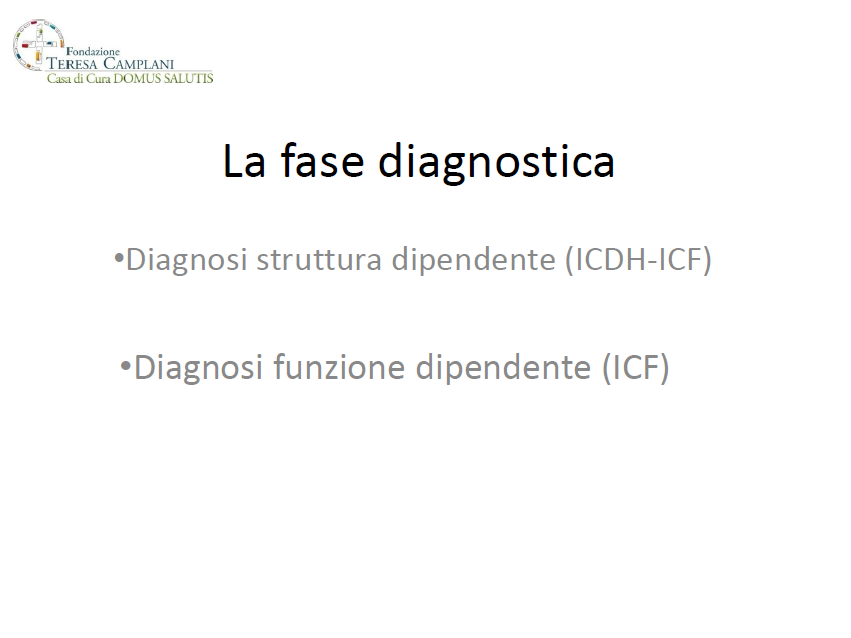 Fondazione
TERESA CAMPLANI
Casa di Cura DOMUS SALUTIS
La fase diagnostica
•Diagnosi struttura dipendente (ICDH-ICF)
•Diagnosi funzione dipendente (ICF)